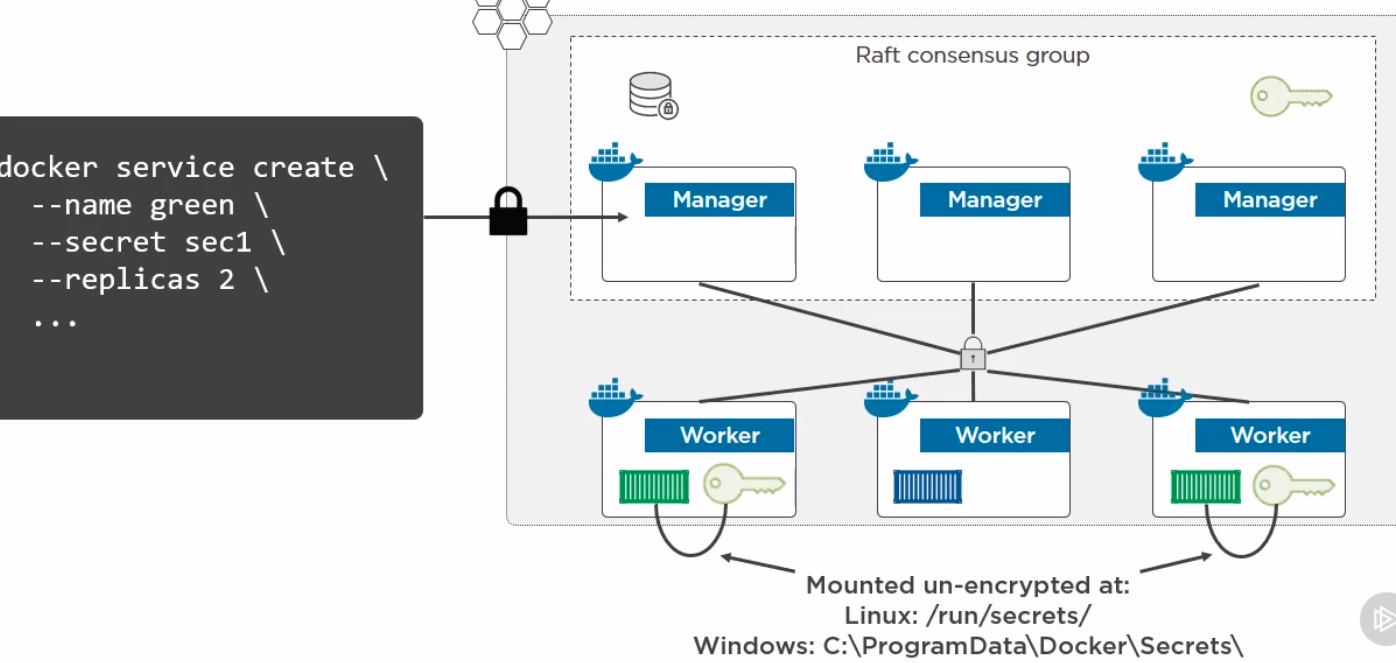 Raft consensus group
docker service create \
--name green \
--secret sec1 \
--replicas 2 \
...
Manager
Manager
Manager
Worker
Worker
Worker
Mounted un-encrypted at:
Linux: /run/secrets/
Windows: C:\ProgramData\Docker\Secrets\